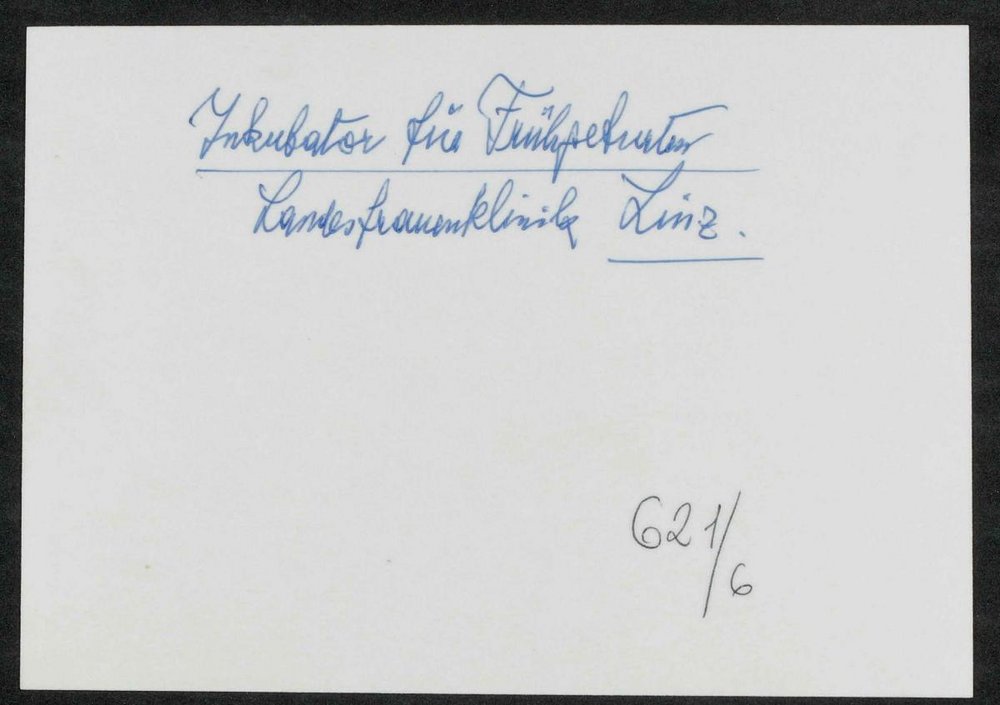 Inkubator für Frühgeburten
Landesfrauenklinik Linz.
621/6